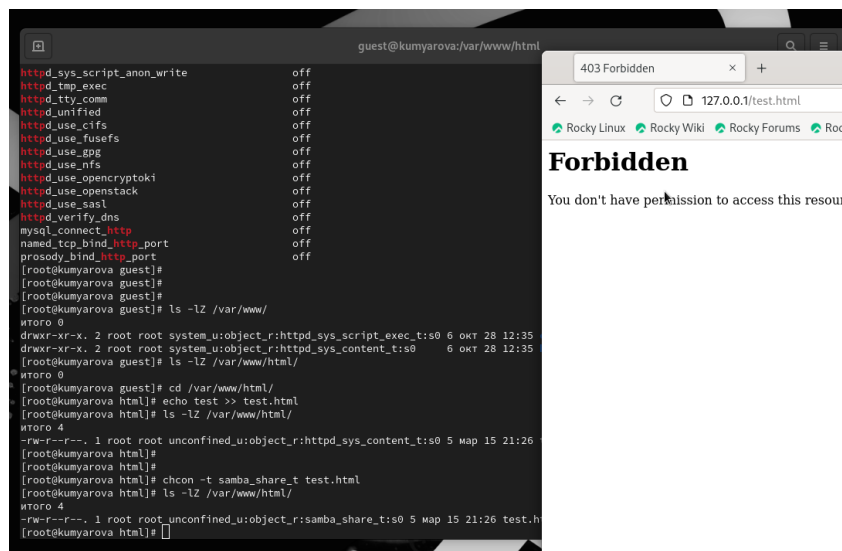 guest@kumyarova:/var/www/html
httpd_sys_script_anon_write off
httpd_tmp_exec off
httpd_tty_comm off
httpd_unified off
httpd_use_cifs off
httpd_use_fusefs off
httpd_use_gpg off
httpd_use_nfs off
httpd_use_opencryptoki off
httpd_use_openstack off
httpd_use_sasl off
httpd_verify_dns off
mysql_connect_http off
named_tcp_bind_http_port off
prosody_bind_http_port off
[root@kumyarova guest]#
[root@kumyarova guest]#
[root@kumyarova guest]#
[root@kumyarova guest]# ls -lZ /var/www/
итого 0
drwxr-xr-x. 2 root root system_u:object_r:httpd_sys_script_exec_t:s0 6 окт 28 12:35
drwxr-xr-x. 2 root root system_u:object_r:httpd_sys_content_t:s0 6 окт 28 12:35
[root@kumyarova guest]# ls -lZ /var/www/html/
итого 0
[root@kumyarova guest]# cd /var/www/html/
[root@kumyarova html]# echo test >> test.html
[root@kumyarova html]# ls -lZ /var/www/html/
итого 4
-rw-r--r--. 1 root root unconfined_u:object_r:httpd_sys_content_t:s0 5 мар 15 21:26
[root@kumyarova html]#
[root@kumyarova html]#
[root@kumyarova html]# chcon -t samba_share_t test.html
[root@kumyarova html]# ls -lZ /var/www/html/
итого 4
-rw-r--r--. 1 root root unconfined_u:object_r:samba_share_t:s0 5 мар 15 21:26 test.h
[root@kumyarova html]#
403 Forbidden
127.0.0.1/test.html
Rocky Linux Rocky Wiki Rocky Forums Roc
Forbidden
You don't have permission to access this resou